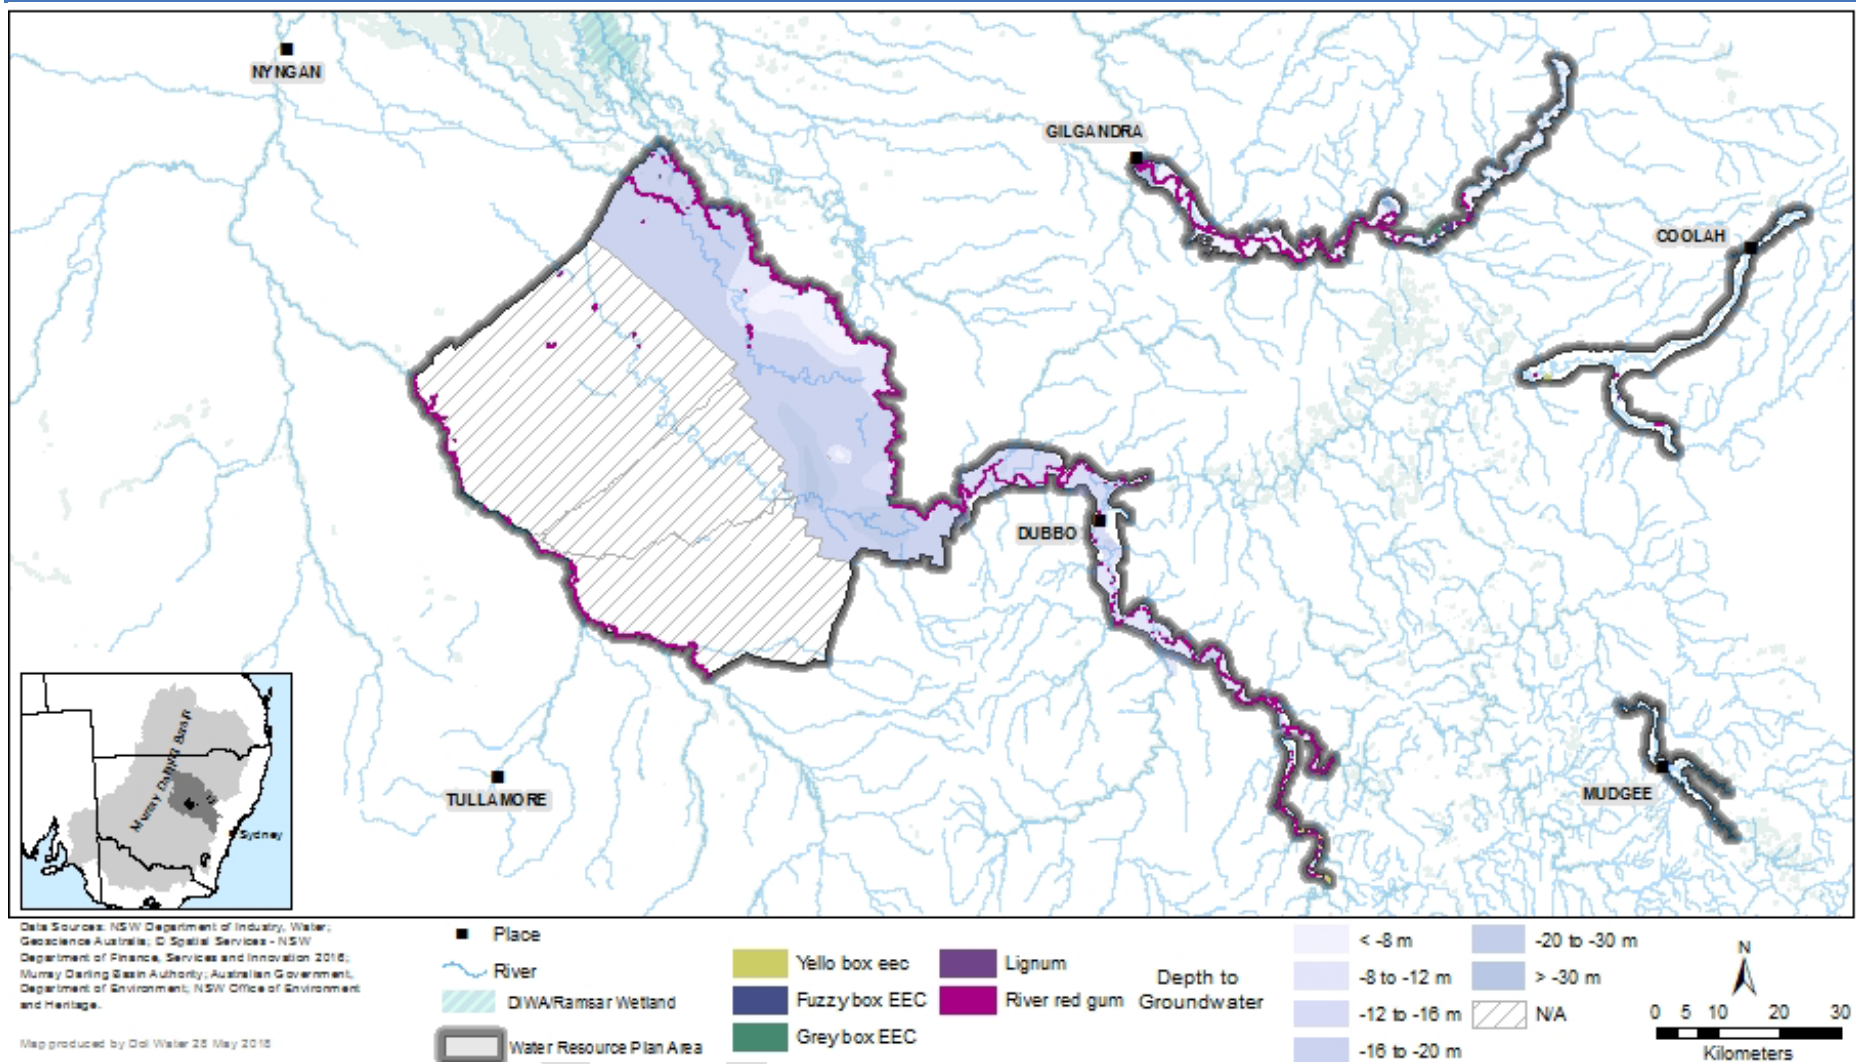 NYNGAN
GILGANDRA
COOLAH
DUBBO
MUDGEE
TULLAMORE
Murray Darling Basin
Sydney
Data Sources: NSW Department of Industry, Water;
Geoscience Australia; © Spatial Services - NSW
Department of Finance, Services and Innovation 2016;
Murray Darling Basin Authority; Australian Government,
Department of Environment; NSW Office of Environment
and Heritage.
Map produced by DoI Water 28 May 2018
Place
River
DIWA/Ramsar Wetland
Water Resource Plan Area
Yello box eec
Fuzzy box EEC
Grey box EEC
Lignum
River red gum
Depth to
Groundwater
< -8 m
-8 to -12 m
-12 to -16 m
-16 to -20 m
-20 to -30 m
> -30 m
N/A
N
0 5 10 20 30
Kilometers